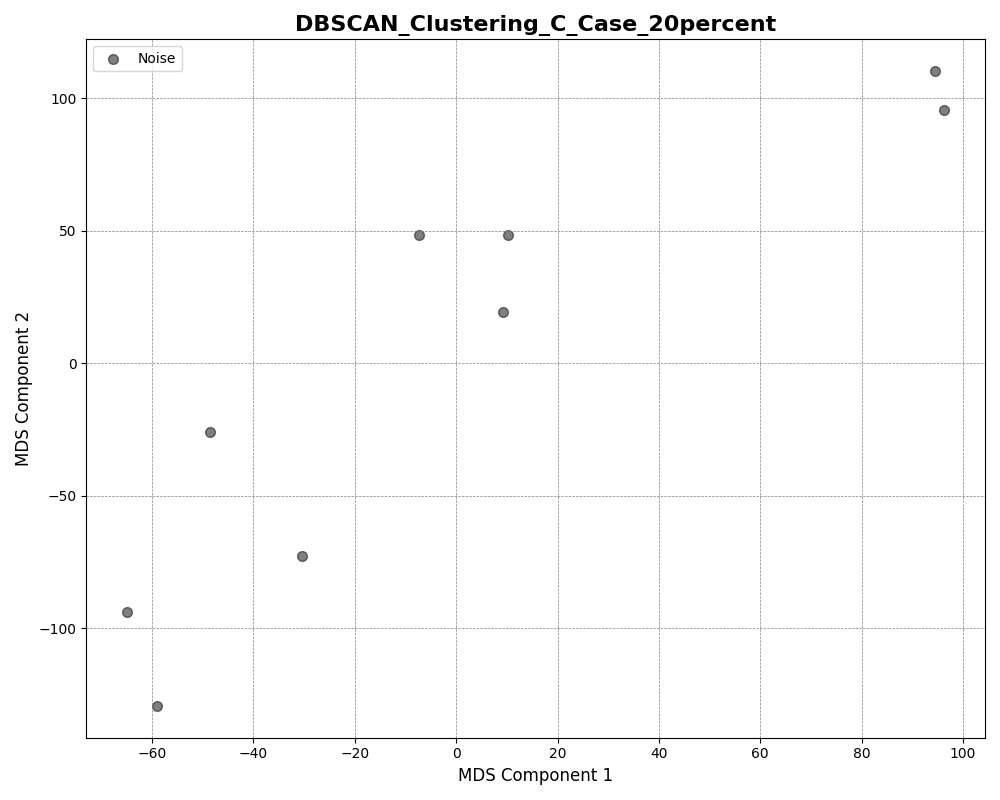 DBSCAN_Clustering_C_Case_20percent
Noise
100
50
0
−50
−100
MDS Component 2
−60 −40 −20 0 20 40 60 80 100
MDS Component 1